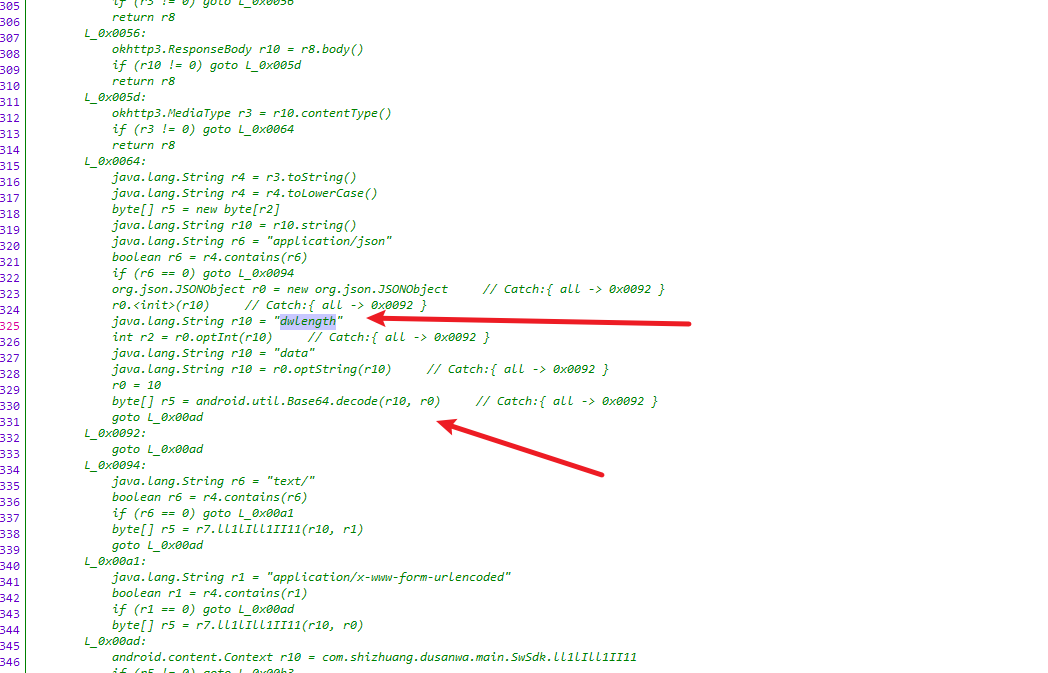 305 if (r3 != 0) goto L_0x0056
306 return r8
307 L_0x0056:
308 okhttp3.ResponseBody r10 = r8.body()
309 if (r10 != 0) goto L_0x005d
310 return r8
311 L_0x005d:
312 okhttp3.MediaType r3 = r10.contentType()
313 if (r3 != 0) goto L_0x0064
314 return r8
315 L_0x0064:
316 java.lang.String r4 = r3.toString()
317 java.lang.String r4 = r4.toLowerCase()
318 byte[] r5 = new byte[r2]
319 java.lang.String r10 = r10.string()
320 java.lang.String r6 = "application/json"
321 boolean r6 = r4.contains(r6)
322 if (r6 == 0) goto L_0x0094
323 org.json.JSONObject r0 = new org.json.JSONObject // Catch:{ all -> 0x0092 }
324 r0.<init>(r10) // Catch:{ all -> 0x0092 }
325 java.lang.String r10 = "dwlength"
326 int r2 = r0.optInt(r10) // Catch:{ all -> 0x0092 }
327 java.lang.String r10 = "data"
328 java.lang.String r10 = r0.optString(r10) // Catch:{ all -> 0x0092 }
329 r0 = 10
330 byte[] r5 = android.util.Base64.decode(r10, r0) // Catch:{ all -> 0x0092 }
331 goto L_0x00ad
332 L_0x0092:
333 goto L_0x00ad
334 L_0x0094:
335 java.lang.String r6 = "text/"
336 boolean r6 = r4.contains(r6)
337 if (r6 == 0) goto L_0x00a1
338 byte[] r5 = r7.ll1lIll1II11(r10, r1)
339 goto L_0x00ad
340 L_0x00a1:
341 java.lang.String r1 = "application/x-www-form-urlencoded"
342 boolean r1 = r4.contains(r1)
343 if (r1 == 0) goto L_0x00ad
344 byte[] r5 = r7.ll1lIll1II11(r10, r0)
345 L_0x00ad:
346 android.content.Context r10 = com.shizhuang.dusanwa.main.SwSdk.ll1lIll1II11
if (r5 != 0) goto L_0x00b3